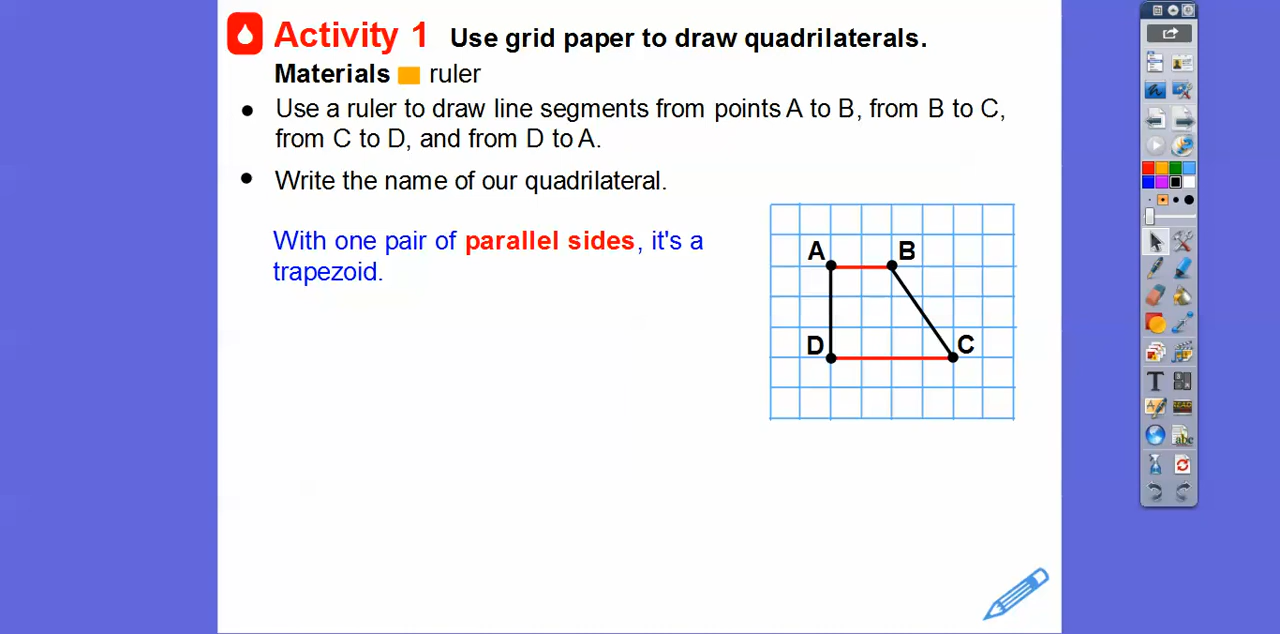 Activity 1 Use grid paper to draw quadrilaterals.
Materials ruler
• Use a ruler to draw line segments from points A to B, from B to C,
from C to D, and from D to A.
• Write the name of our quadrilateral.
With one pair of parallel sides, it's a
trapezoid.
A B
D C
T
abc